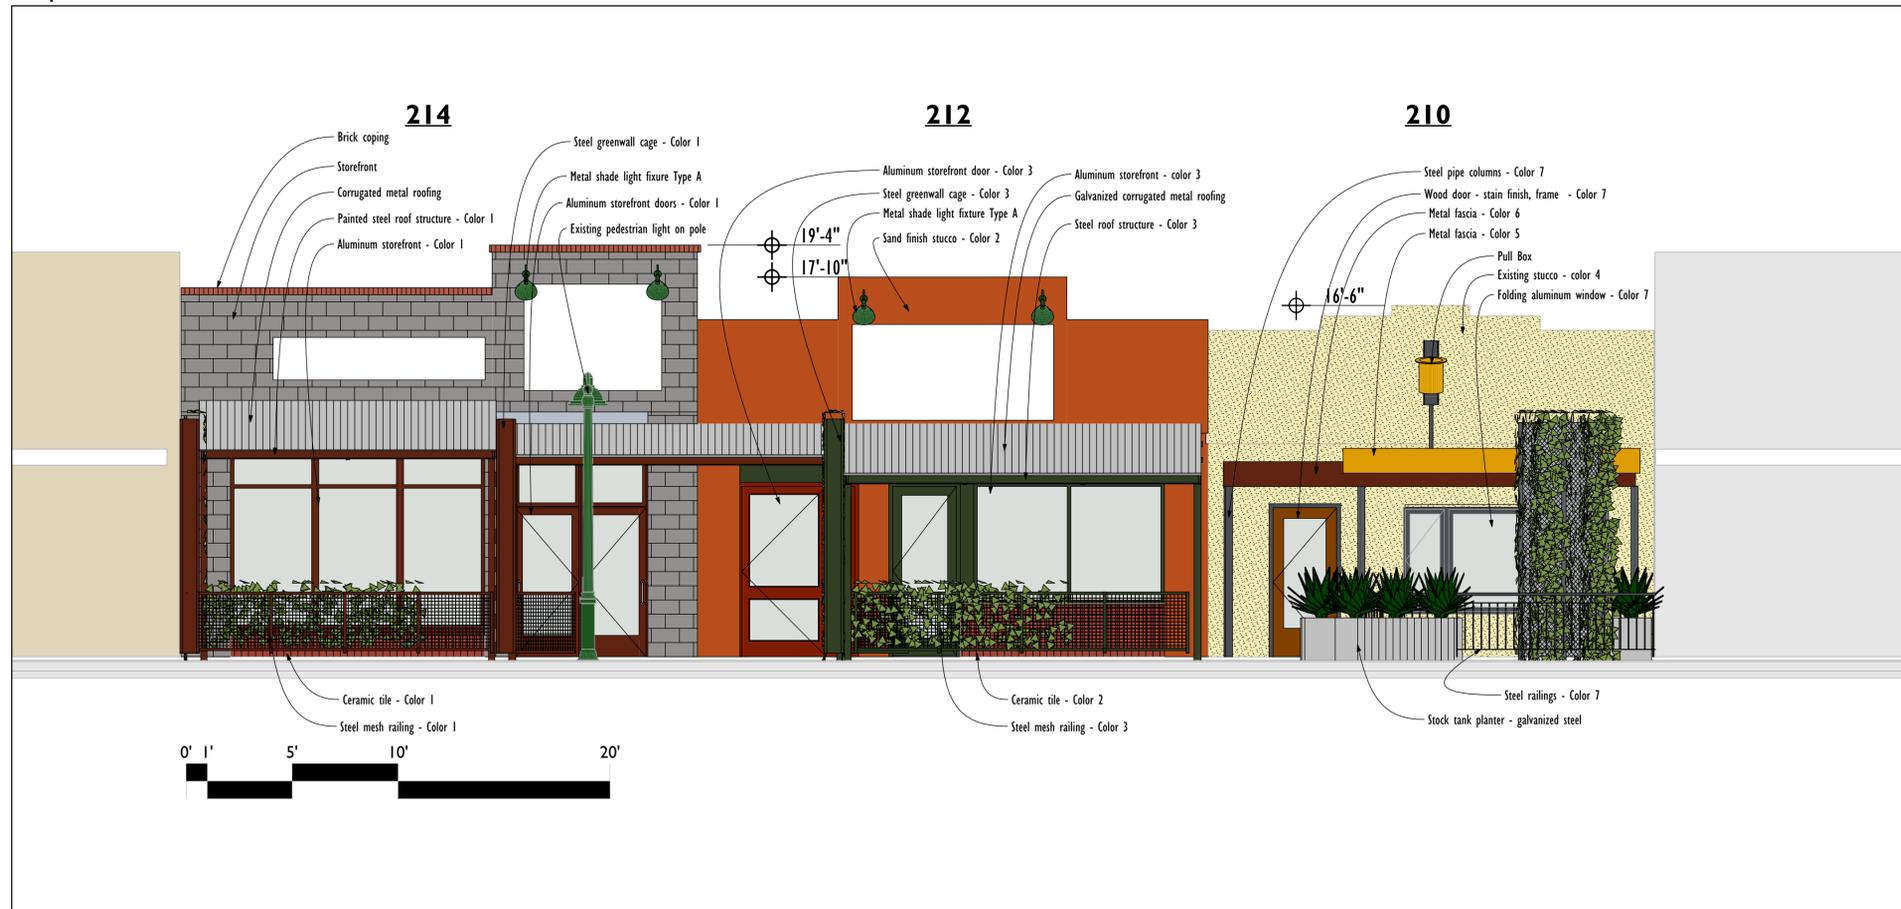 214
212
210
Brick coping
Storefront
Corrugated metal roofing
Painted steel roof structure - Color 1
Aluminum storefront - Color 1
Steel greenwall cage - Color 1
Metal shade light fixure Type A
Aluminum storefront doors - Color 1
Existing pedestrian light on pole
19'-4"
17'-10"
Aluminum storefront door - Color 3
Steel greenwall cage - Color 3
Metal shade light fixture Type A
Sand finish stucco - Color 2
Aluminum storefront - color 3
Galvanized corrugated metal roofing
Steel roof structure - Color 3
16'-6"
Steel pipe columns - Color 7
Wood door - stain finish, frame - Color 7
Metal fascia - Color 6
Metal fascia - Color 5
Pull Box
Existing stucco - color 4
Folding aluminum window - Color 7
Ceramic tile - Color 1
Steel mesh railing - Color 1
Ceramic tile - Color 2
Steel mesh railing - Color 3
Steel railings - Color 7
Stock tank planter - galvanized steel
0' 1' 5' 10' 20'